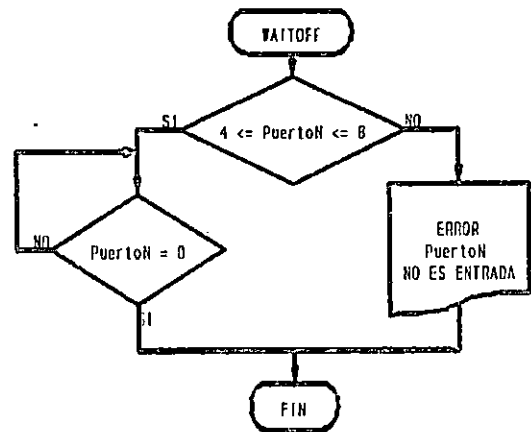 WAITOFF
SI
4 <= PuertoN <= 8
NO
NO
PuertoN = 0
SI
ERROR
PuertoN
NO ES ENTRADA
FIN